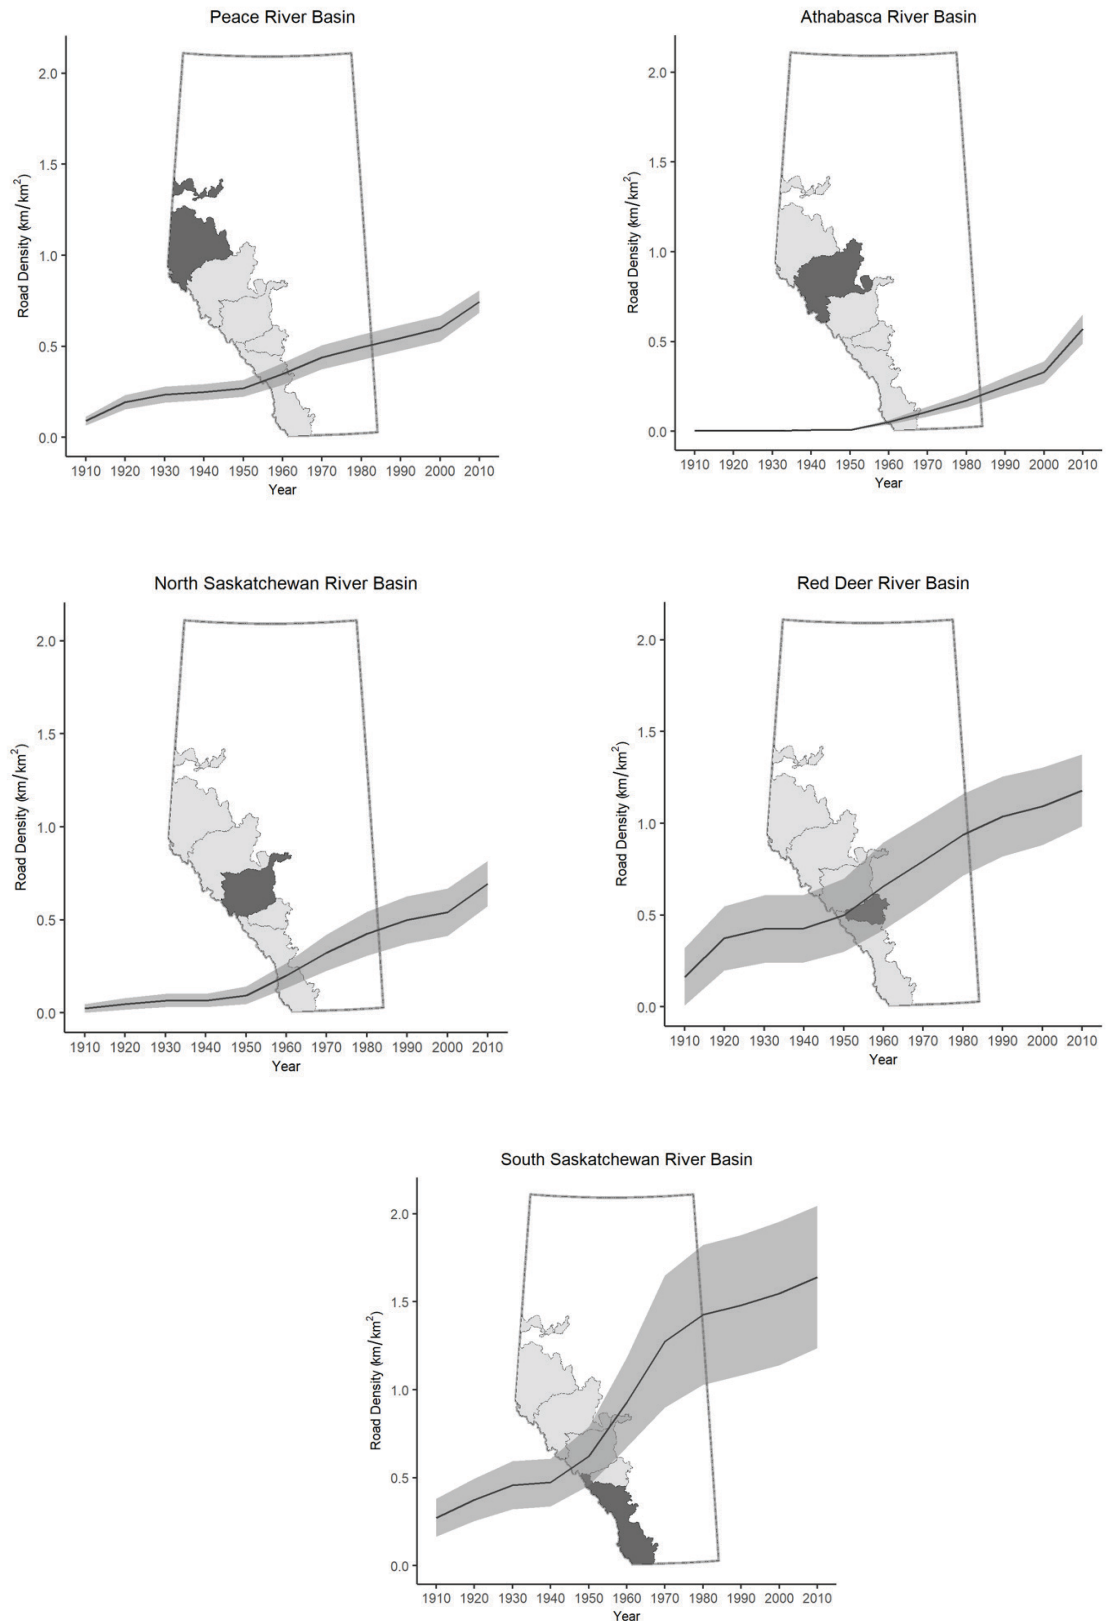 Peace River Basin
Road Density (km/km²)
2.0
1.5
1.0
0.5
0.0
1910 1920 1930 1940 1950 1960 1970 1980 1990 2000 2010
Year
Athabasca River Basin
Road Density (km/km²)
2.0
1.5
1.0
0.5
0.0
1910 1920 1930 1940 1950 1960 1970 1980 1990 2000 2010
Year
North Saskatchewan River Basin
Road Density (km/km²)
2.0
1.5
1.0
0.5
0.0
1910 1920 1930 1940 1950 1960 1970 1980 1990 2000 2010
Year
Red Deer River Basin
Road Density (km/km²)
2.0
1.5
1.0
0.5
0.0
1910 1920 1930 1940 1950 1960 1970 1980 1990 2000 2010
Year
South Saskatchewan River Basin
Road Density (km/km²)
2.0
1.5
1.0
0.5
0.0
1910 1920 1930 1940 1950 1960 1970 1980 1990 2000 2010
Year